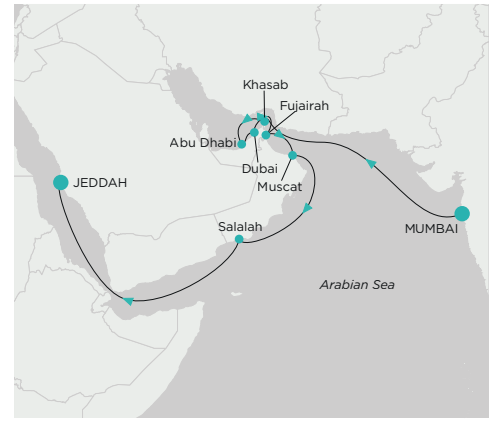 Khasab
Fujairah
Abu Dhabi
Dubai
Muscat
JEDDAH
Salalah
MUMBAI
Arabian Sea